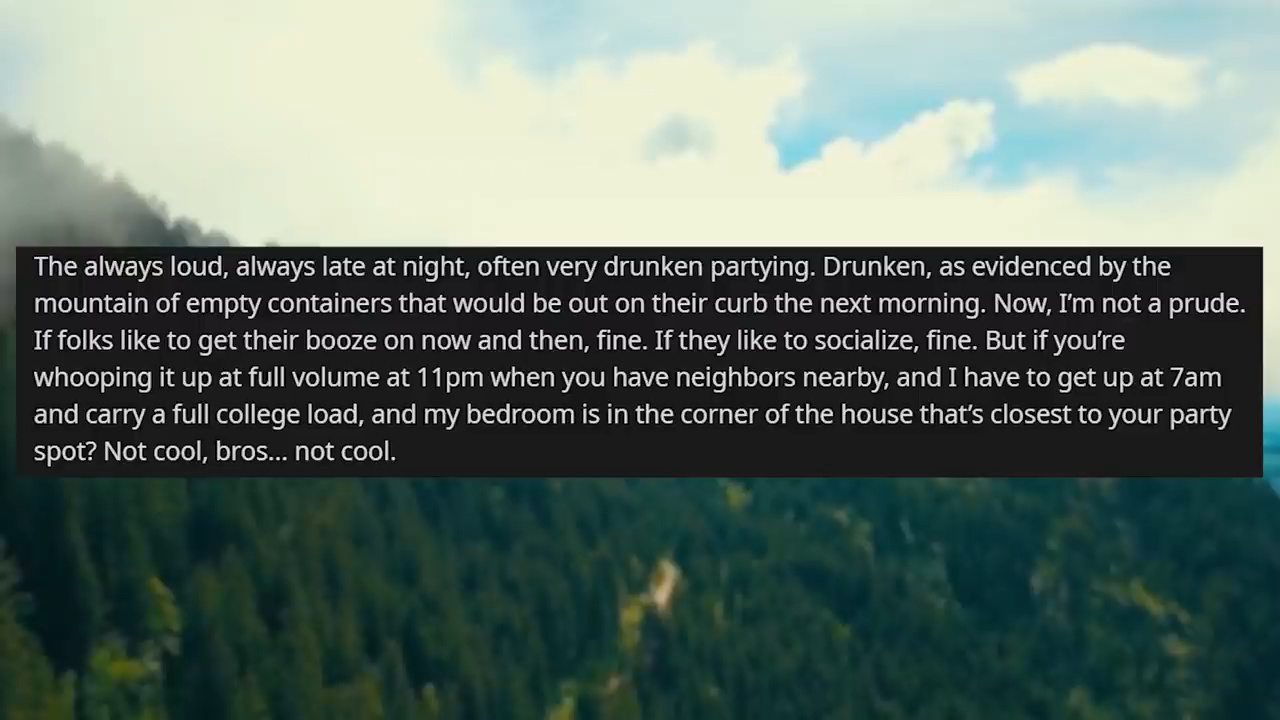 The always loud, always late at night, often very drunken partying. Drunken, as evidenced by the
mountain of empty containers that would be out on their curb the next morning. Now, I’m not a prude.
If folks like to get their booze on now and then, fine. If they like to socialize, fine. But if you’re
whooping it up at full volume at 11pm when you have neighbors nearby, and I have to get up at 7am
and carry a full college load, and my bedroom is in the corner of the house that’s closest to your party
spot? Not cool, bros... not cool.